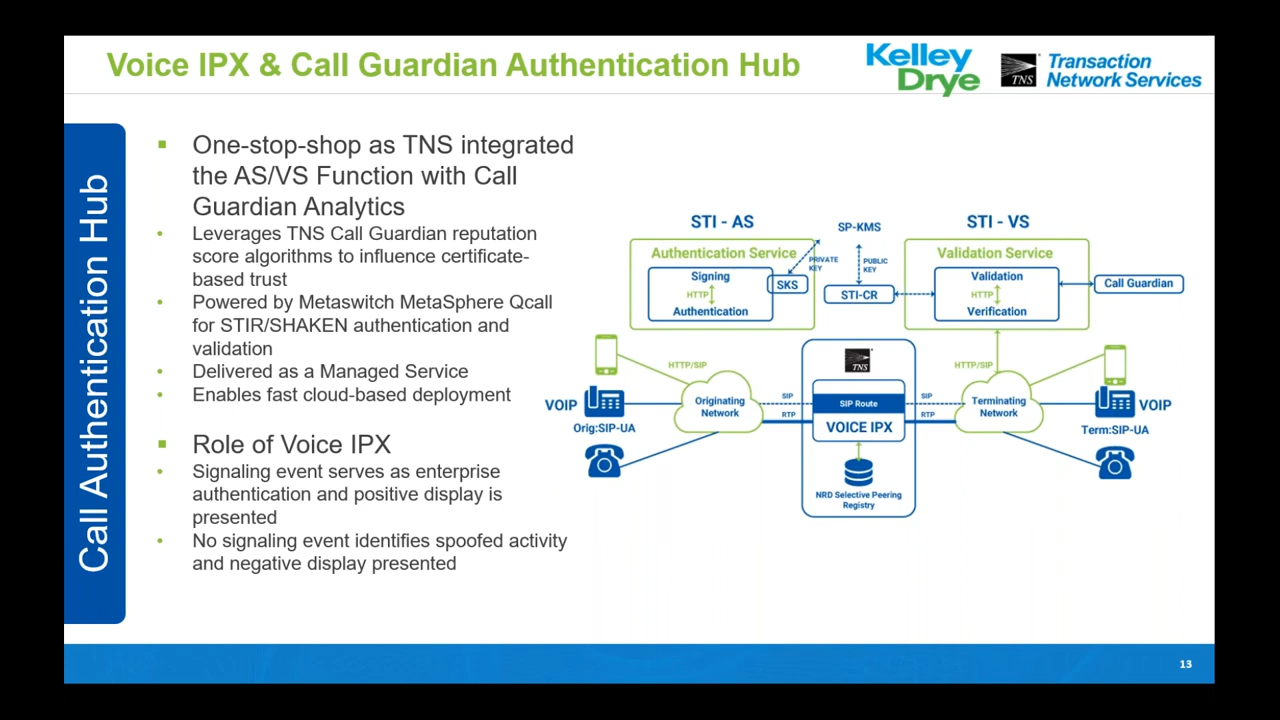 Voice IPX & Call Guardian Authentication Hub
Kelley
Drye
TNS
Transaction
Network Services
Call Authentication Hub
▪ One-stop-shop as TNS integrated
the AS/VS Function with Call
Guardian Analytics
• Leverages TNS Call Guardian reputation
score algorithms to influence certificate-
based trust
• Powered by Metaswitch MetaSphere Qcall
for STIR/SHAKEN authentication and
validation
• Delivered as a Managed Service
• Enables fast cloud-based deployment
▪ Role of Voice IPX
• Signaling event serves as enterprise
authentication and positive display is
presented
• No signaling event identifies spoofed activity
and negative display presented
STI - AS
Authentication Service
Signing
HTTP
Authentication
SKS
PRIVATE
KEY
SP-KMS
PUBLIC
KEY
STI-CR
STI - VS
Validation Service
Validation
HTTP
Verification
Call Guardian
HTTP/SIP
VOIP
Orig:SIP-UA
Originating
Network
SIP
RTP
TNS
SIP Route
VOICE IPX
NRD Selective Peering
Registry
SIP
RTP
HTTP/SIP
Terminating
Network
VOIP
Term:SIP-UA
13